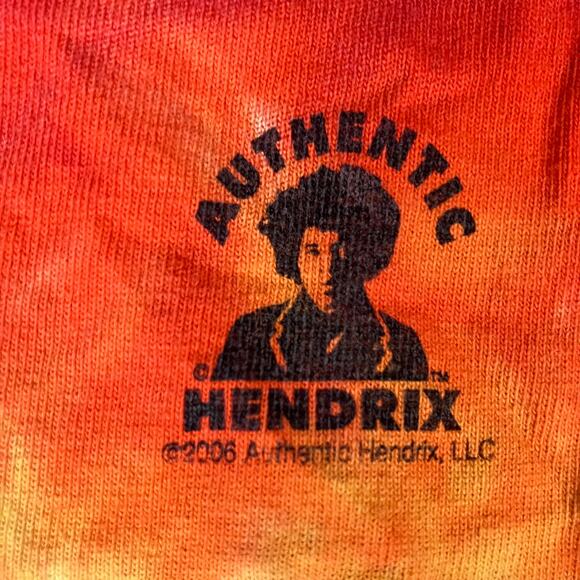 AUTHENTIC
© ™
HENDRIX
©2006 Authentic Hendrix, LLC